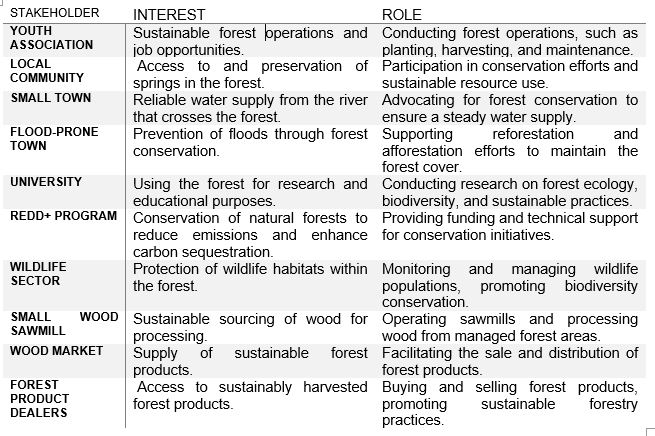 STAKEHOLDER INTEREST ROLE
YOUTH ASSOCIATION
Sustainable forest operations and
job opportunities.
Conducting forest operations, such as
planting, harvesting, and maintenance.
LOCAL
COMMUNITY
Access to and preservation of
springs in the forest.
Participation in conservation efforts and
sustainable resource use.
SMALL TOWN
Reliable water supply from the river
that crosses the forest.
Advocating for forest conservation to
ensure a steady water supply.
FLOOD-PRONE
TOWN
Prevention of floods through forest
conservation.
Supporting reforestation and
afforestation efforts to maintain the
forest cover.
UNIVERSITY
Using the forest for research and
educational purposes.
Conducting research on forest ecology,
biodiversity, and sustainable practices.
REDD+ PROGRAM
Conservation of natural forests to
reduce emissions and enhance
carbon sequestration.
Providing funding and technical support
for conservation initiatives.
WILDLIFE
SECTOR
Protection of wildlife habitats within
the forest.
Monitoring and managing wildlife
populations, promoting biodiversity
conservation.
SMALL WOOD
SAWMILL
Sustainable sourcing of wood for
processing.
Operating sawmills and processing
wood from managed forest areas.
WOOD MARKET
Supply of sustainable forest
products.
Facilitating the sale and distribution of
forest products.
FOREST
PRODUCT
DEALERS
Access to sustainably harvested
forest products.
Buying and selling forest products,
promoting sustainable forestry
practices.